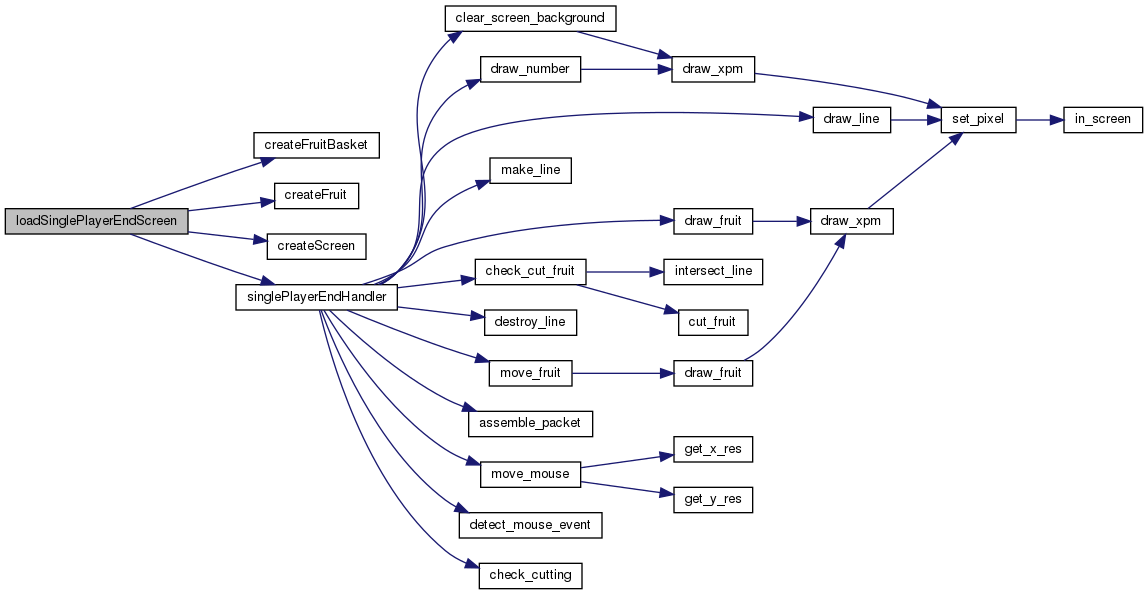 clear_screen_background
draw_number
draw_xpm
draw_line
set_pixel
in_screen
createFruitBasket
make_line
createFruit
loadSinglePlayerEndScreen
draw_fruit
draw_xpm
createScreen
check_cut_fruit
intersect_line
singlePlayerEndHandler
destroy_line
cut_fruit
move_fruit
draw_fruit
assemble_packet
get_x_res
move_mouse
get_y_res
detect_mouse_event
check_cutting